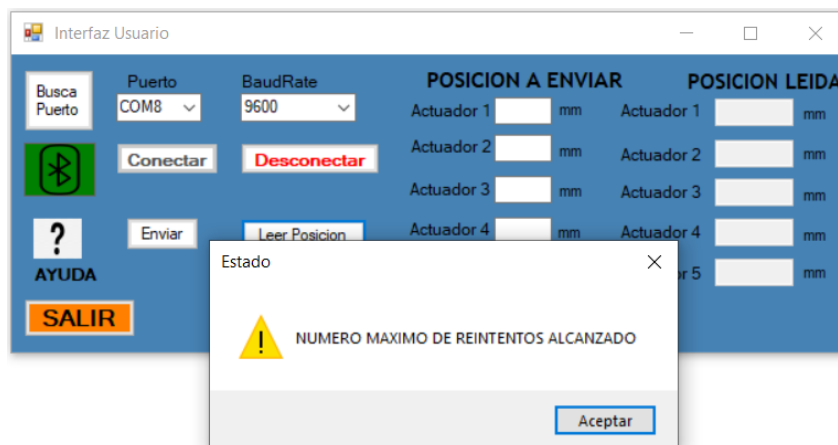 Interfaz Usuario
Busca
Puerto
Puerto
BaudRate
COM8
9600
Conectar
Desconectar
Enviar
Leer Posicion
?
AYUDA
SALIR
POSICION A ENVIAR
Actuador 1 mm
Actuador 2 mm
Actuador 3 mm
Actuador 4 mm
POSICION LEIDA
Actuador 1 mm
Actuador 2 mm
Actuador 3 mm
Actuador 4 mm
or 5 mm
Estado
NUMERO MAXIMO DE REINTENTOS ALCANZADO
Aceptar